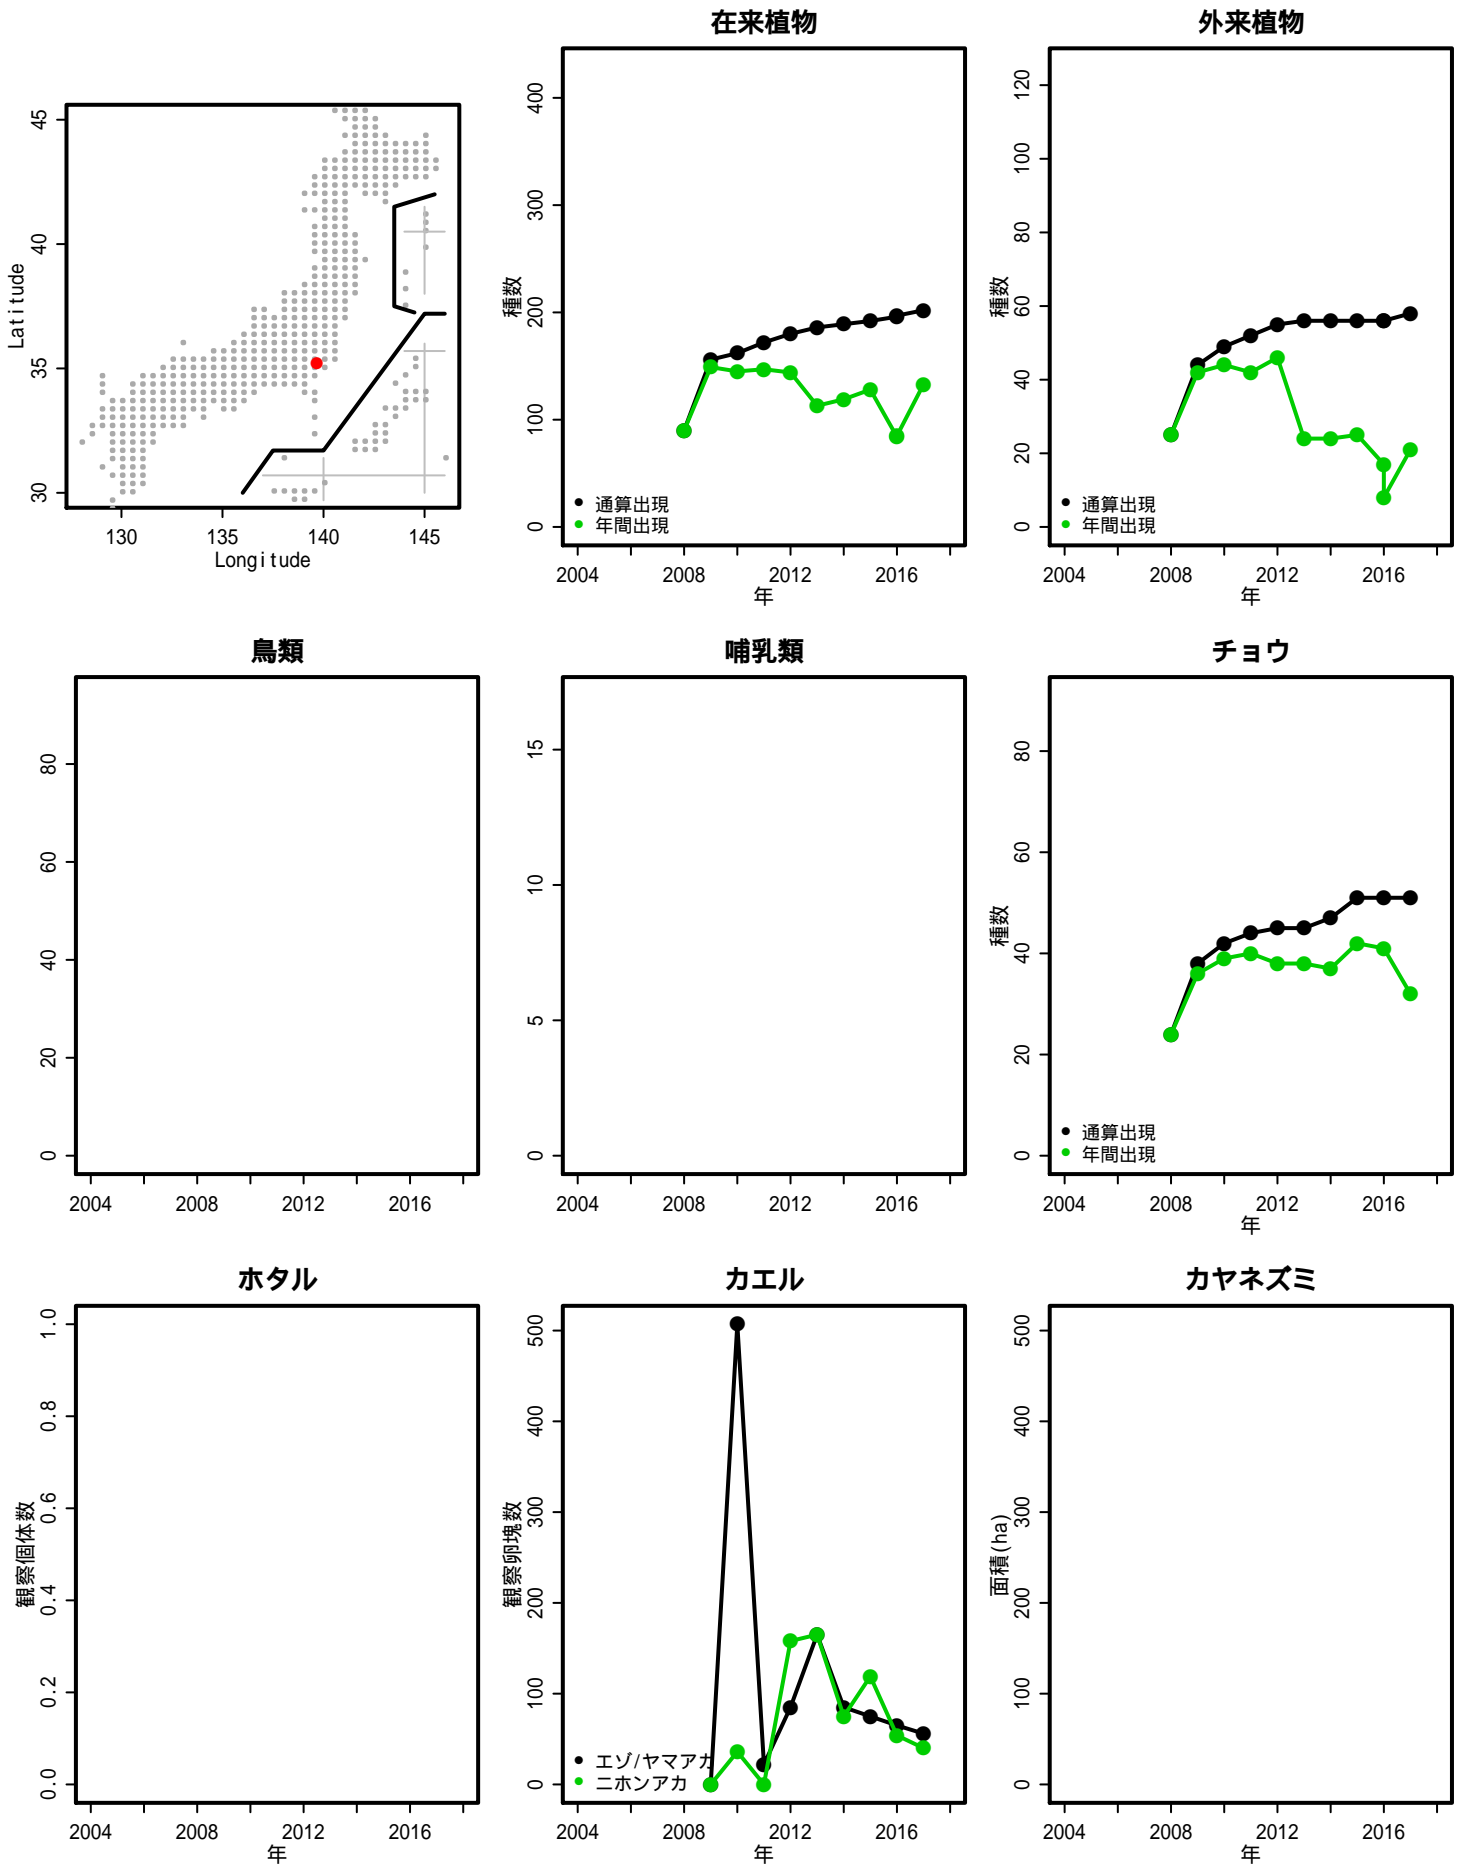 在来植物
外来植物
45
40
35
30
Latitude
130 135 140 145
Longitude
400
300
200
100
0
種数
通算出現
年間出現
2004 2008 2012 2016
年
120
100
80
60
40
20
0
種数
通算出現
年間出現
2004 2008 2012 2016
年
鳥類
哺乳類
チョウ
80
60
40
20
0
2004 2008 2012 2016
15
10
5
0
2004 2008 2012 2016
80
60
40
20
0
種数
通算出現
年間出現
2004 2008 2012 2016
年
ホタル
カエル
カヤネズミ
1.0
0.8
0.6
0.4
0.2
0.0
観察個体数
2004 2008 2012 2016
年
500
400
300
200
100
0
観察卵塊数
エゾ/ヤマアカ
ニホンアカ
2004 2008 2012 2016
年
500
400
300
200
100
0
面積(ha)
2004 2008 2012 2016
年